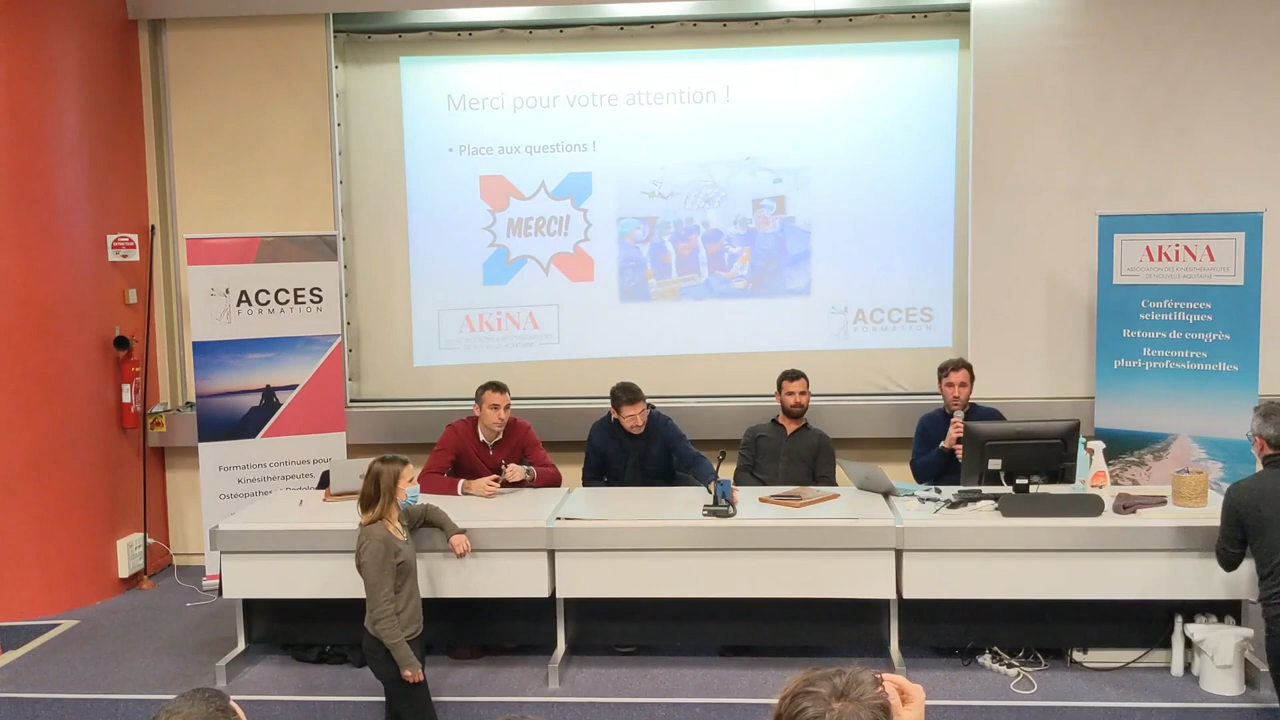 Merci pour votre attention !
• Place aux questions !
MERCI!
AKiNA
ACCES
FORMATION
ACCES
FORMATION
Formations continues pour
Kinésithérapeutes,
AKiNA
ASSOCIATION DES KINÉSITHÉRAPEUTES
DE NOUVELLE-AQUITAINE
Conférences
scientifiques
Retours de congrès
Rencontres
pluri-professionnelles